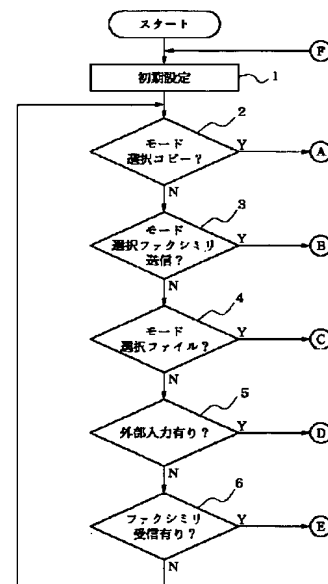 スタート
F
初期設定
1
2
モード
選択コピー？
Y
A
N
3
モード
選択ファクシミリ
送信？
Y
B
N
4
モード
選択ファイル？
Y
C
N
5
外部入力有り？
Y
D
N
6
ファクシミリ
受信有り？
Y
E
N